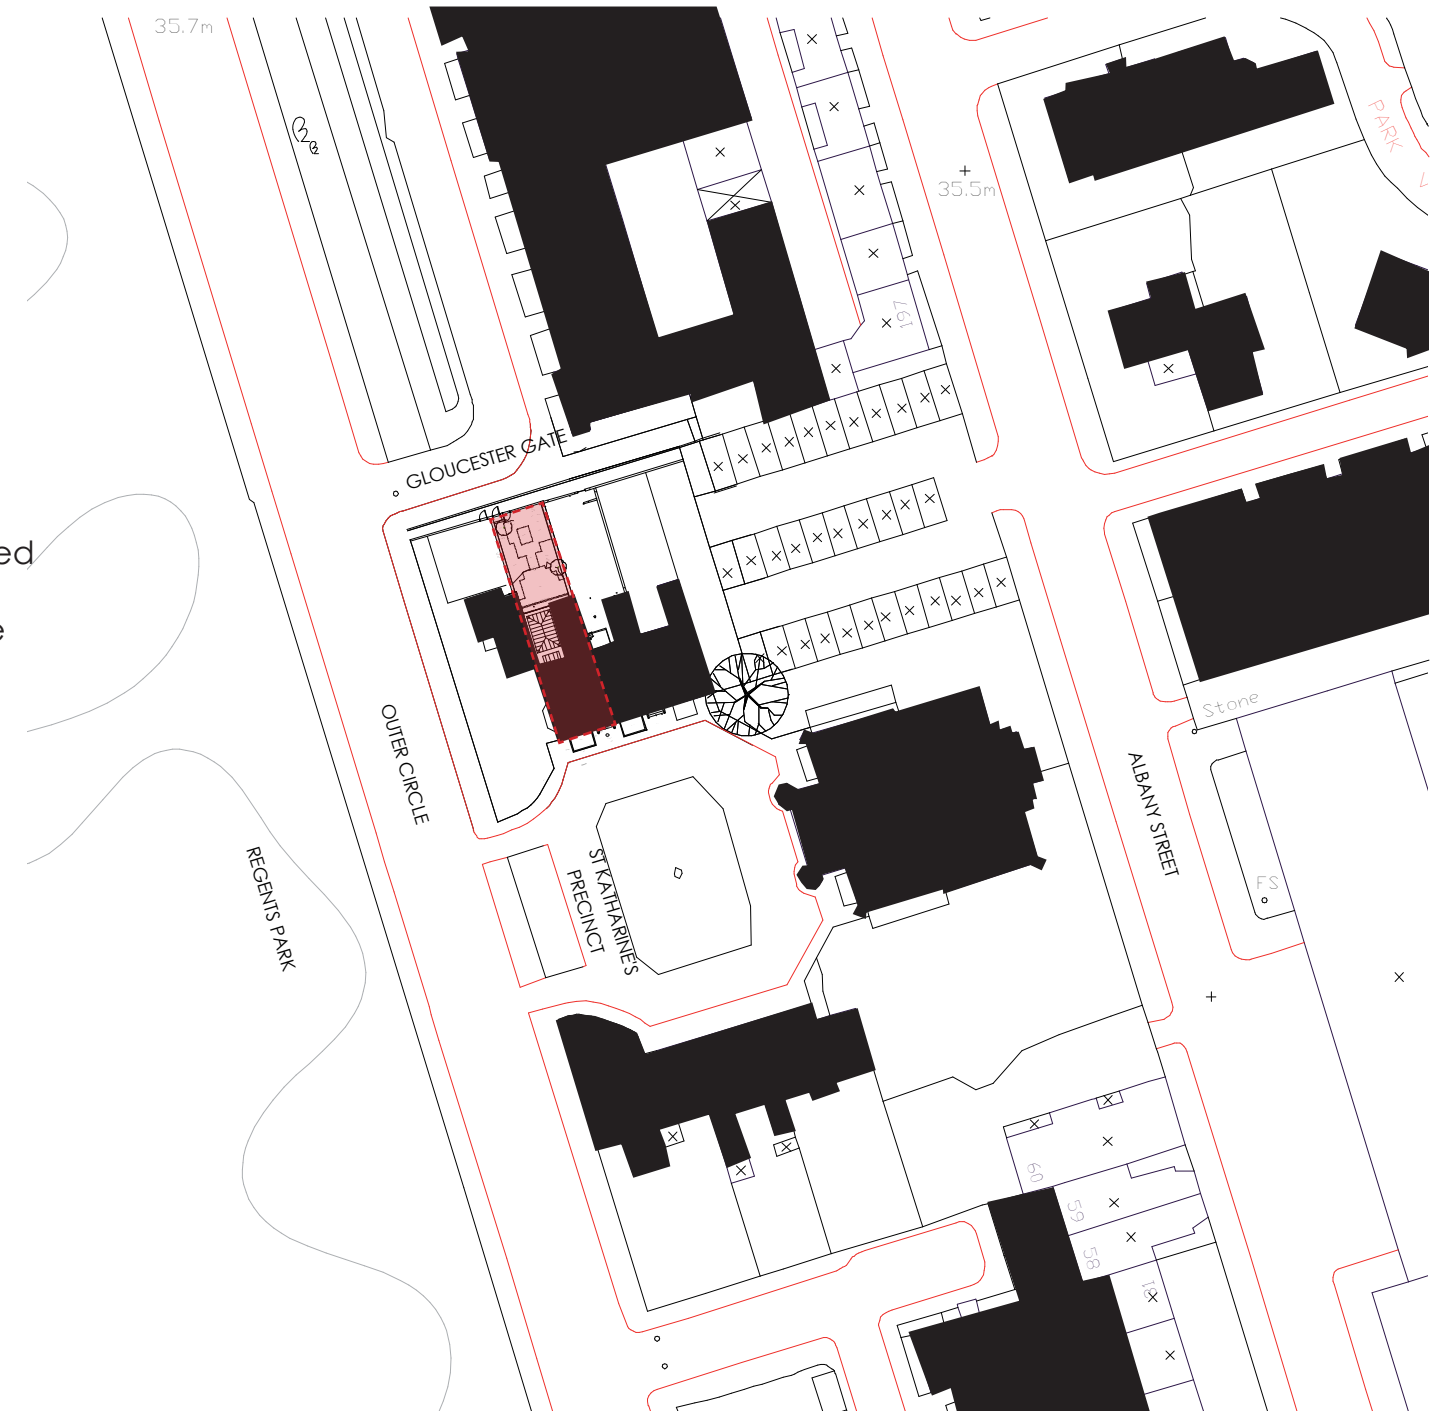 35.7m
PARK
35.5m
197
GLOUCESTER GATE
ed
e
Stone
OUTER CIRCLE
ALBANY STREET
REGENTS PARK
ST KATHARINE'S
PRECINCT
FS
60
59
58
18